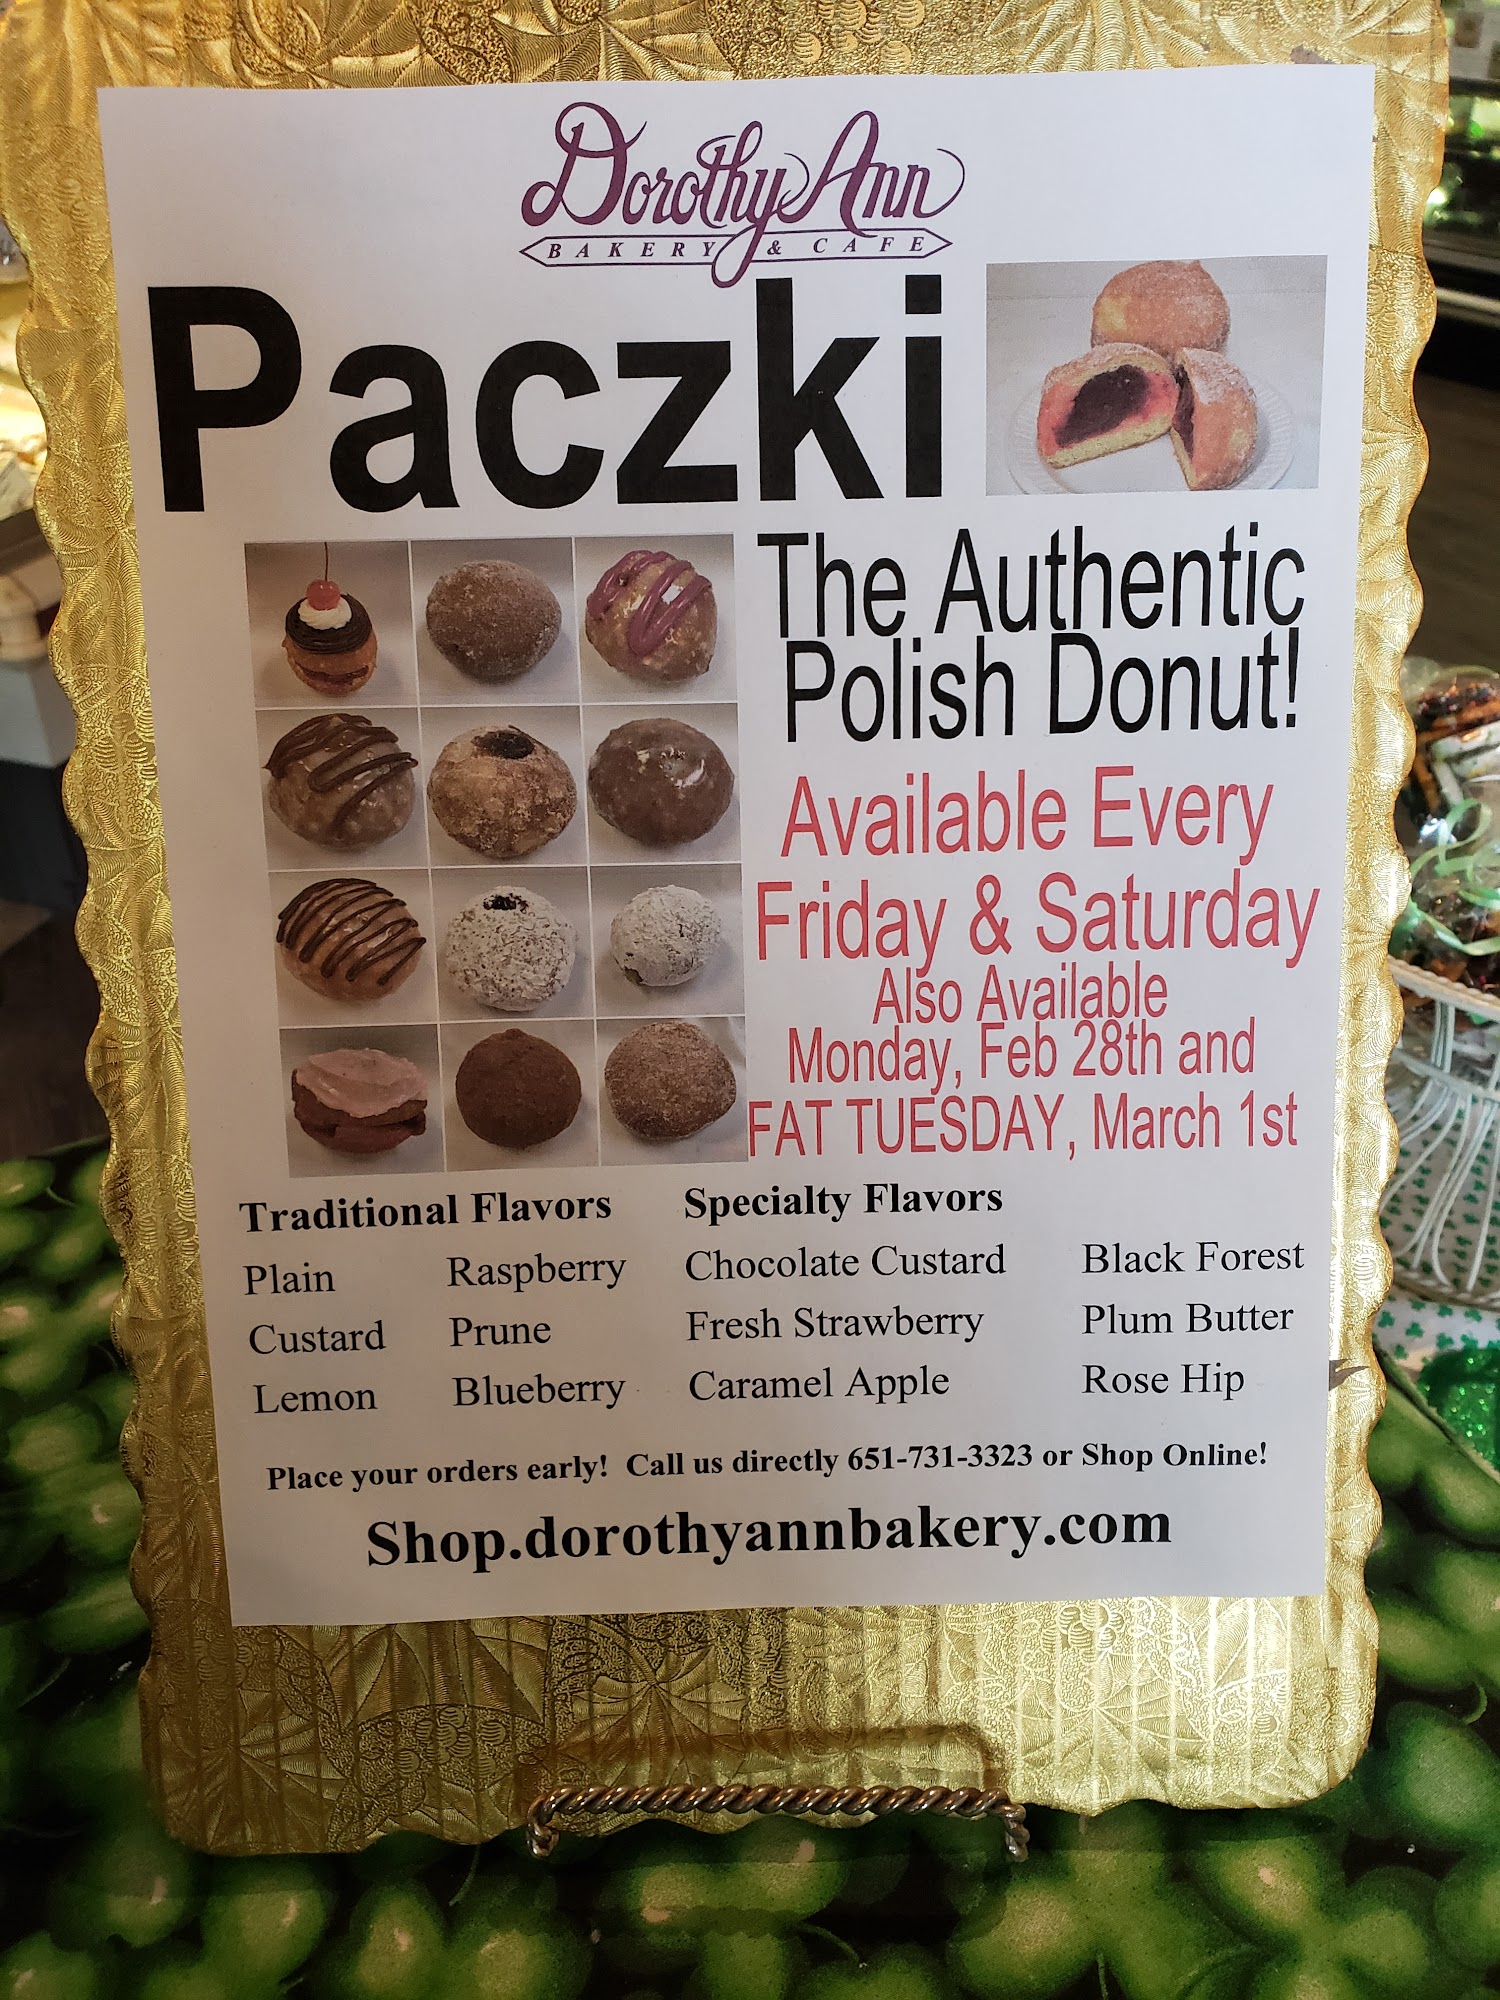 Dorothy Ann
BAKERY & CAFE
Paczki
The Authentic
Polish Donut!
Available Every
Friday & Saturday
Also Available
Monday, Feb 28th and
FAT TUESDAY, March 1st
Traditional Flavors Specialty Flavors
Plain Raspberry Chocolate Custard Black Forest
Custard Prune Fresh Strawberry Plum Butter
Lemon Blueberry Caramel Apple Rose Hip
Place your orders early! Call us directly 651-731-3323 or Shop Online!
Shop.dorothyannbakery.com